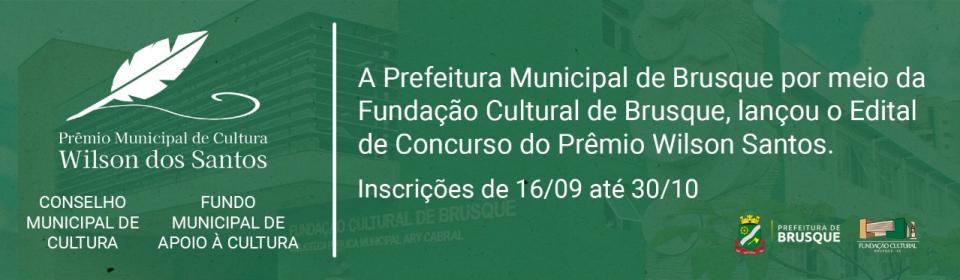 Prêmio Municipal de Cultura
Wilson dos Santos
CONSELHO
MUNICIPAL DE
CULTURA
FUNDO
MUNICIPAL DE
APOIO À CULTURA
A Prefeitura Municipal de Brusque por meio da
Fundação Cultural de Brusque, lançou o Edital
de Concurso do Prêmio Wilson Santos.
Inscrições de 16/09 até 30/10
FUNDAÇÃO CULTURAL DE BRUSQUE
MUNICIPAL ARY CABRAL
PREFEITURA DE
BRUSQUE
FUNDAÇÃO CULTURAL